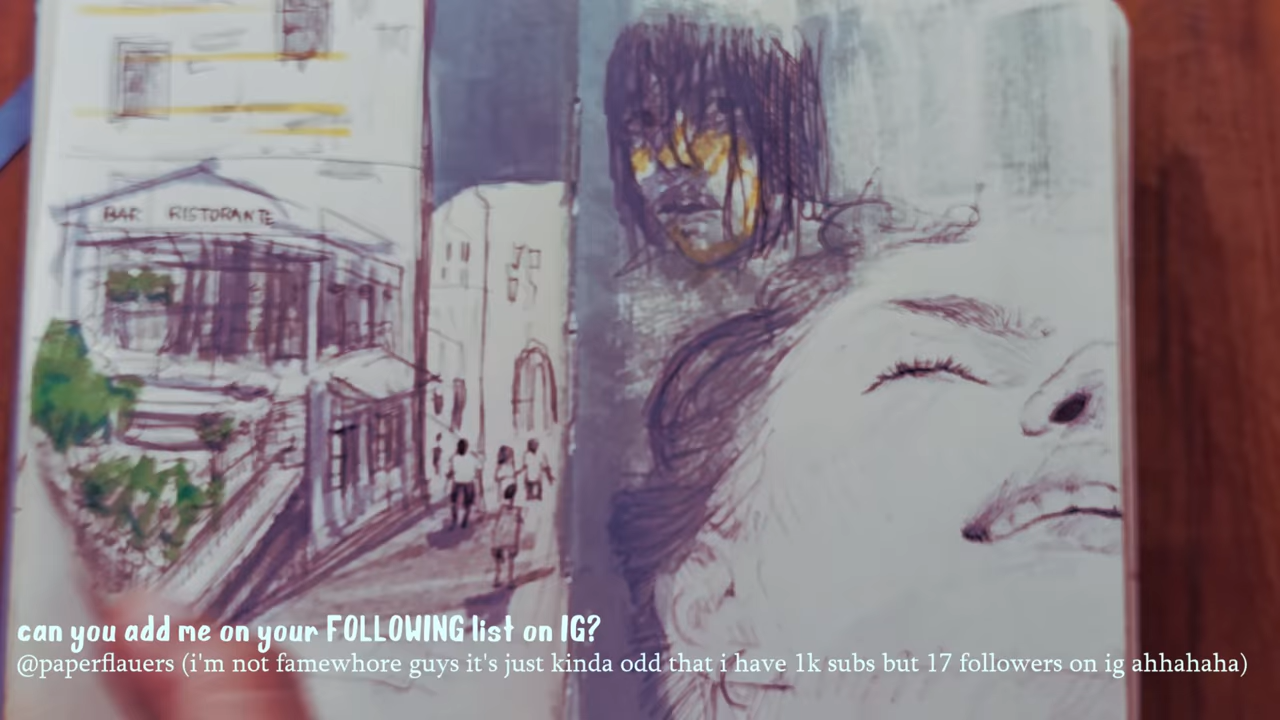 BAR RISTORANTE
can you add me on your FOLLOWING list on IG?
@paperflauers (i'm not famewhore guys it's just kinda odd that i have 1k subs but 17 followers on ig ahhahaha)